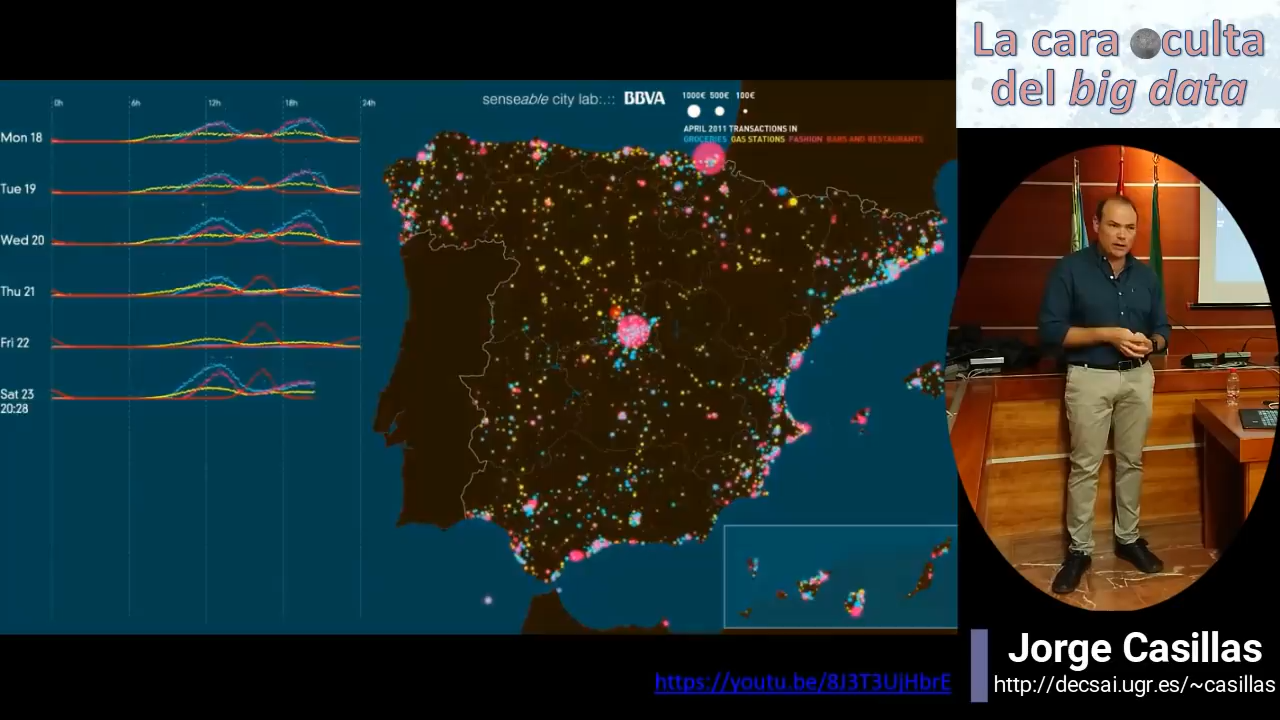 0h 6h 12h 18h 24h
senseable city lab:.:: BBVA
1000€ 500€ 100€
APRIL 2011 TRANSACTIONS IN
GROCERIES GAS STATIONS FASHION BARS AND RESTAURANTS
Mon 18
Tue 19
Wed 20
Thu 21
Fri 22
Sat 23
20:28
https://youtu.be/8J3T3UjHbrE
La cara oculta
del big data
Jorge Casillas
http://decsai.ugr.es/~casillas